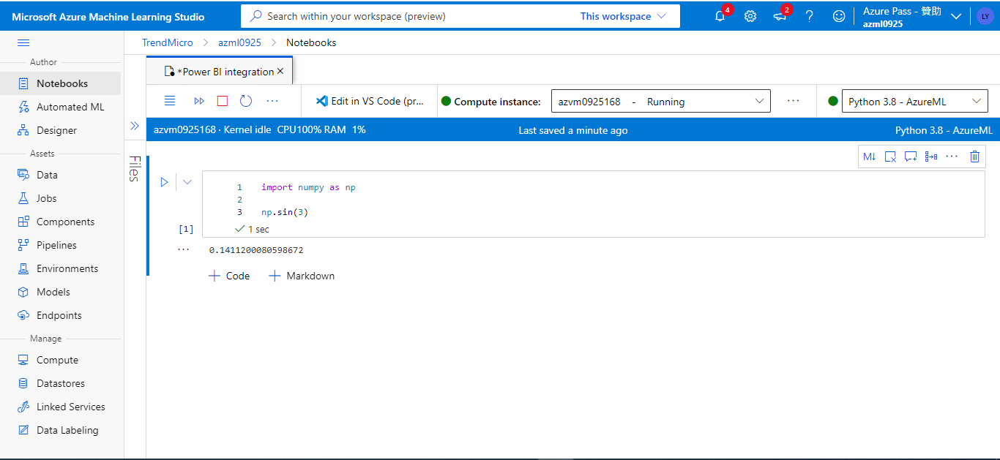 Microsoft Azure Machine Learning Studio
Search within your workspace (preview)
This workspace
4
2
Azure Pass - 贊助
azml0925
LY
TrendMicro > azml0925 > Notebooks
Author
Notebooks
Automated ML
Designer
Assets
Data
Jobs
Components
Pipelines
Environments
Models
Endpoints
Manage
Compute
Datastores
Linked Services
Data Labeling
Files
*Power BI integration
Edit in VS Code (pr...
Compute instance:
azvm0925168 - Running
Python 3.8 - AzureML
azvm0925168 · Kernel idle CPU100% RAM 1%
Last saved a minute ago
Python 3.8 - AzureML
M↓
1 import numpy as np
2
3 np.sin(3)
[1]
1 sec
0.1411200080598672
Code
Markdown